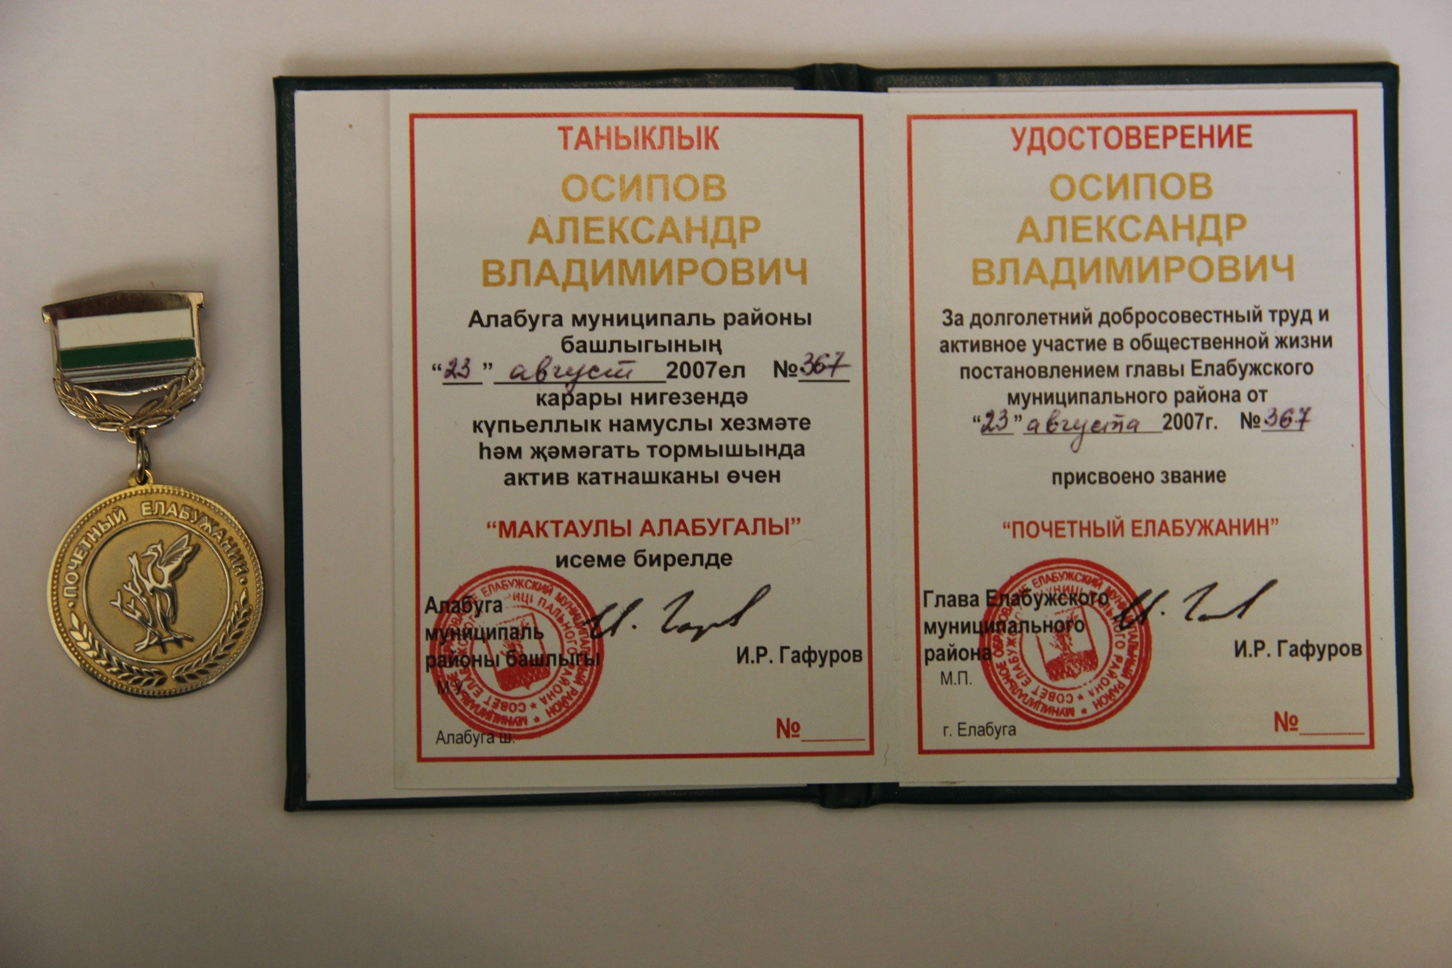 ПОЧЕТНЫЙ ЕЛАБУЖАНИН
ТАНЫКЛЫК
ОСИПОВ
АЛЕКСАНДР
ВЛАДИМИРОВИЧ
Алабуга муниципаль районы
башлыгының
“23” август 2007ел №367
карары нигезендә
күпьеллык намуслы хезмәте
һәм җәмәгать тормышында
актив катнашканы өчен
“МАКТАУЛЫ АЛАБУГАЛЫ”
исеме бирелде
Алабуга
муниципаль
районы башлыгы
И.Р. Гафуров
М.У.
Алабуга ш.
№______
УДОСТОВЕРЕНИЕ
ОСИПОВ
АЛЕКСАНДР
ВЛАДИМИРОВИЧ
За долголетний добросовестный труд и
активное участие в общественной жизни
постановлением главы Елабужского
муниципального района от
“23” августа 2007г. №367
присвоено звание
“ПОЧЕТНЫЙ ЕЛАБУЖАНИН”
Глава Елабужского
муниципального
района
И.Р. Гафуров
М.П.
г. Елабуга
№______